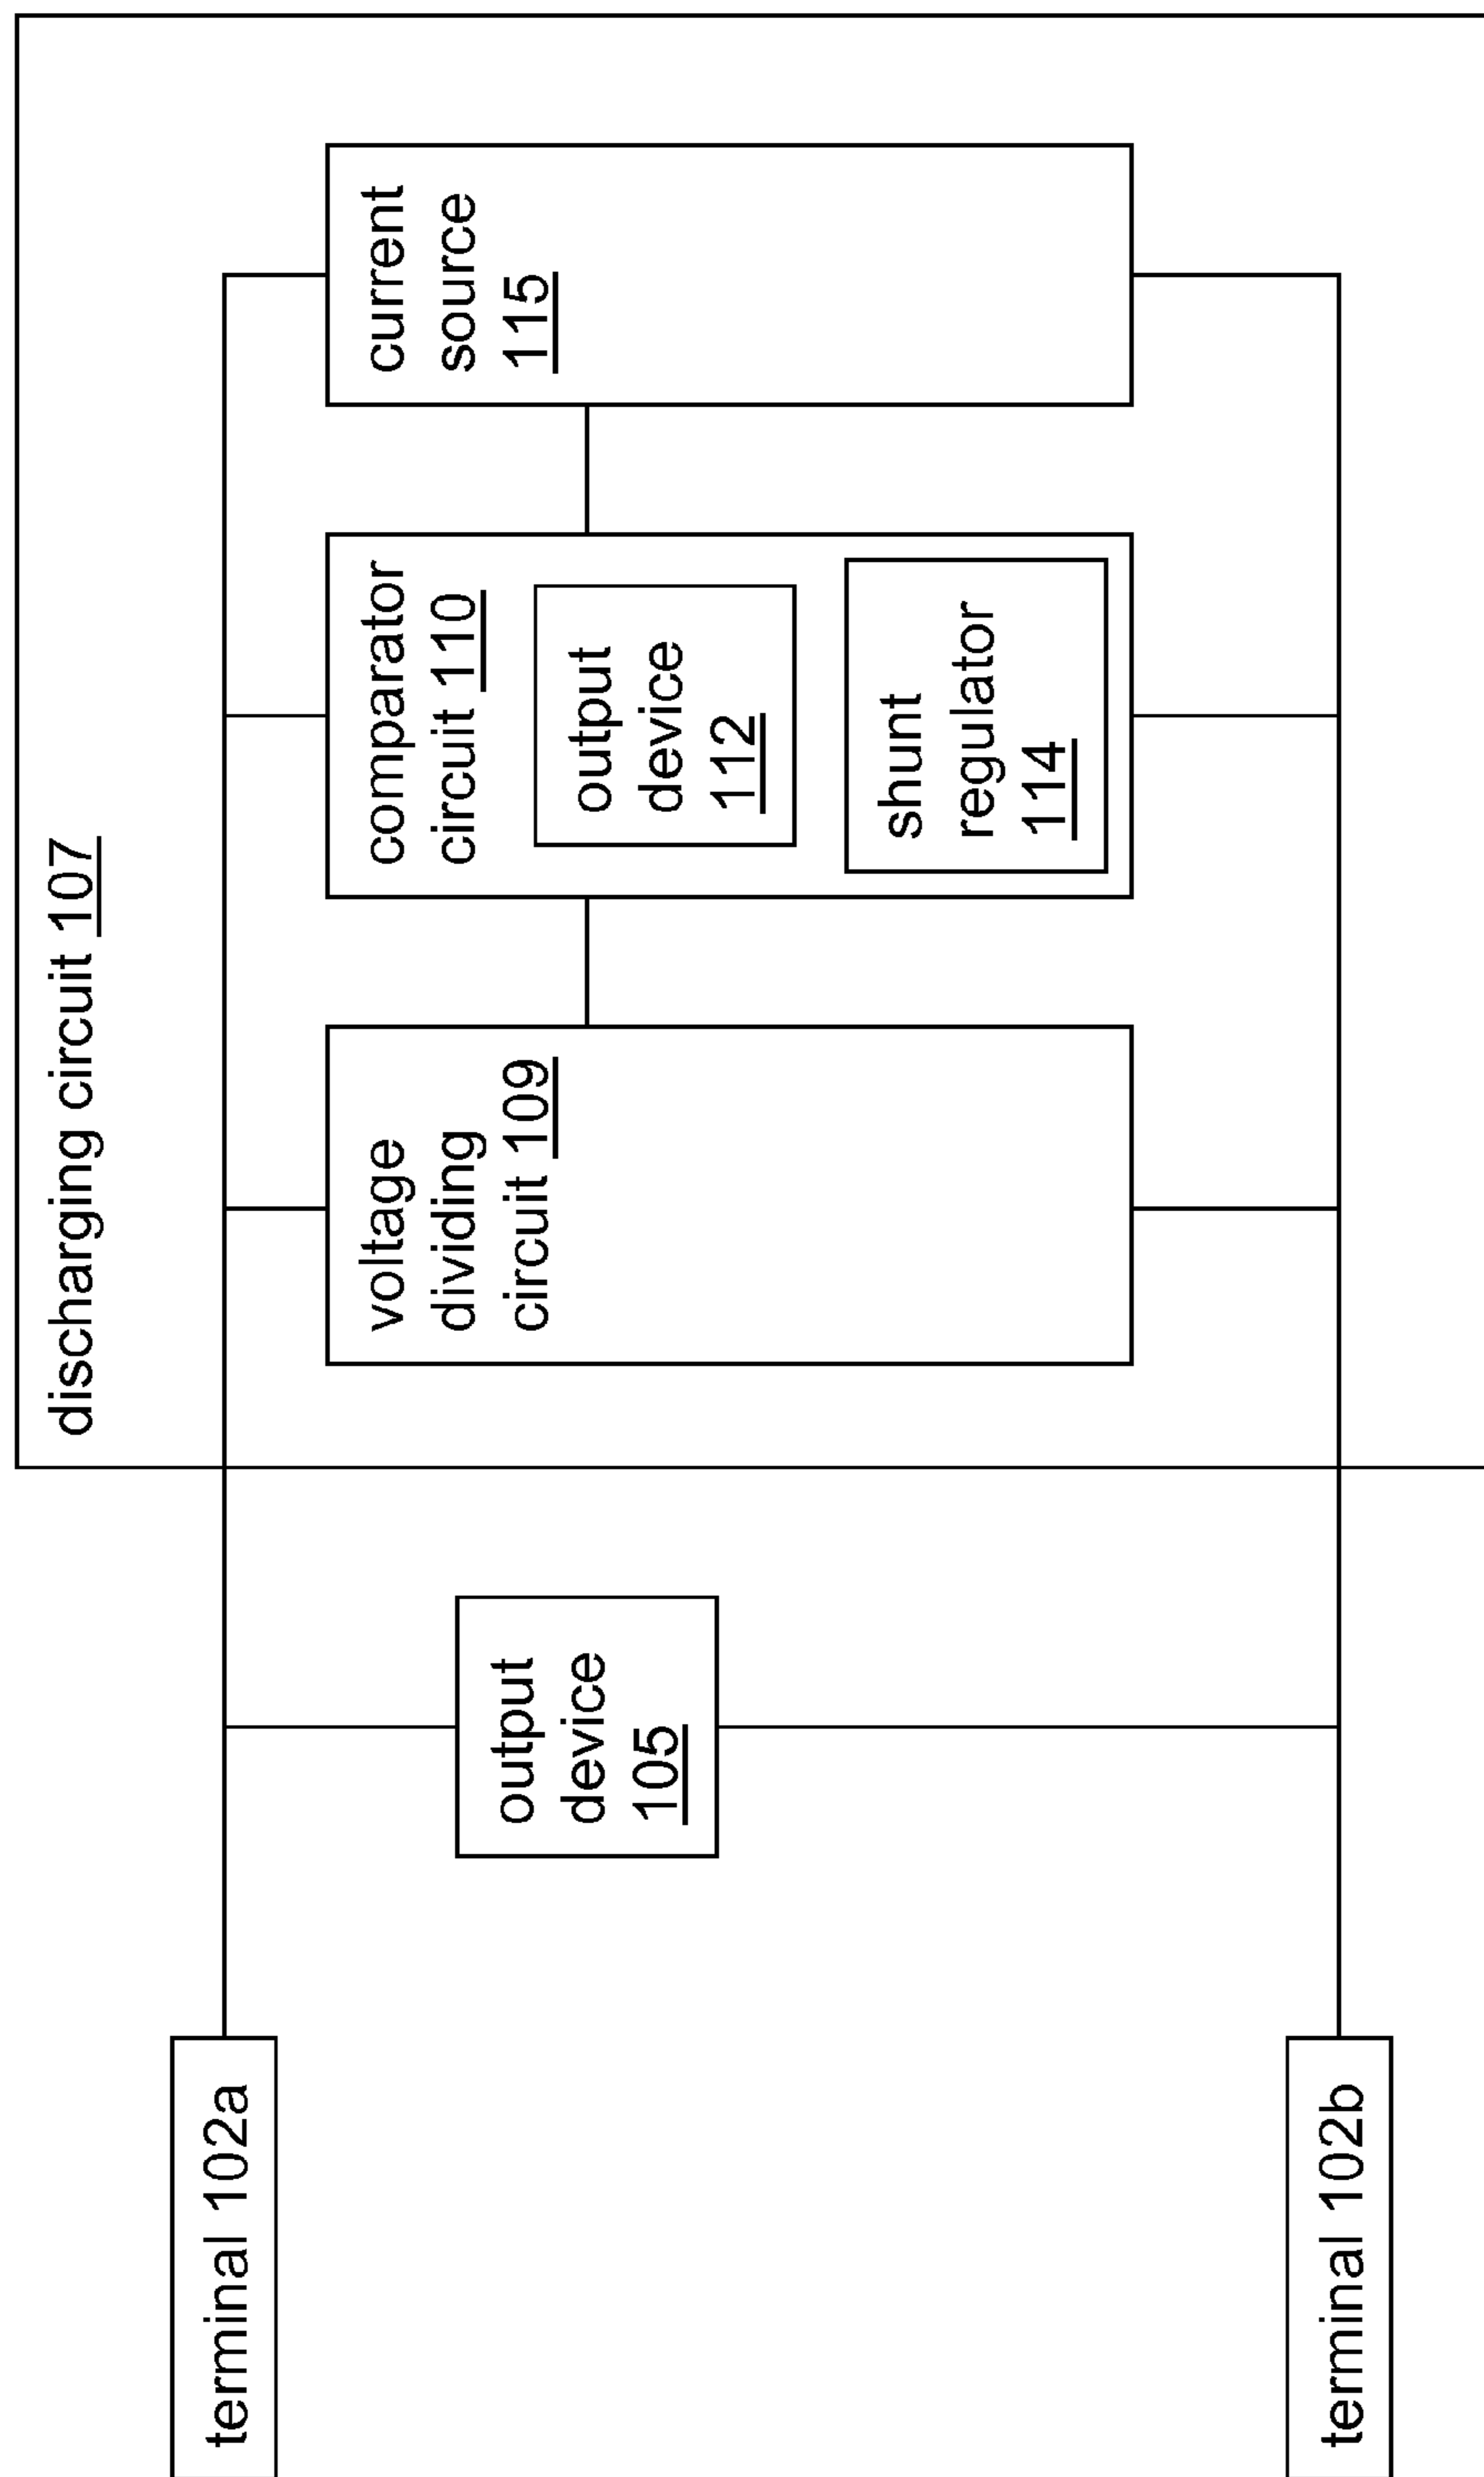 discharging circuit 107
terminal 102a
output
device
105
voltage
dividing
circuit 109
comparator
circuit 110
output
device
112
shunt
regulator
114
current
source
115
terminal 102b